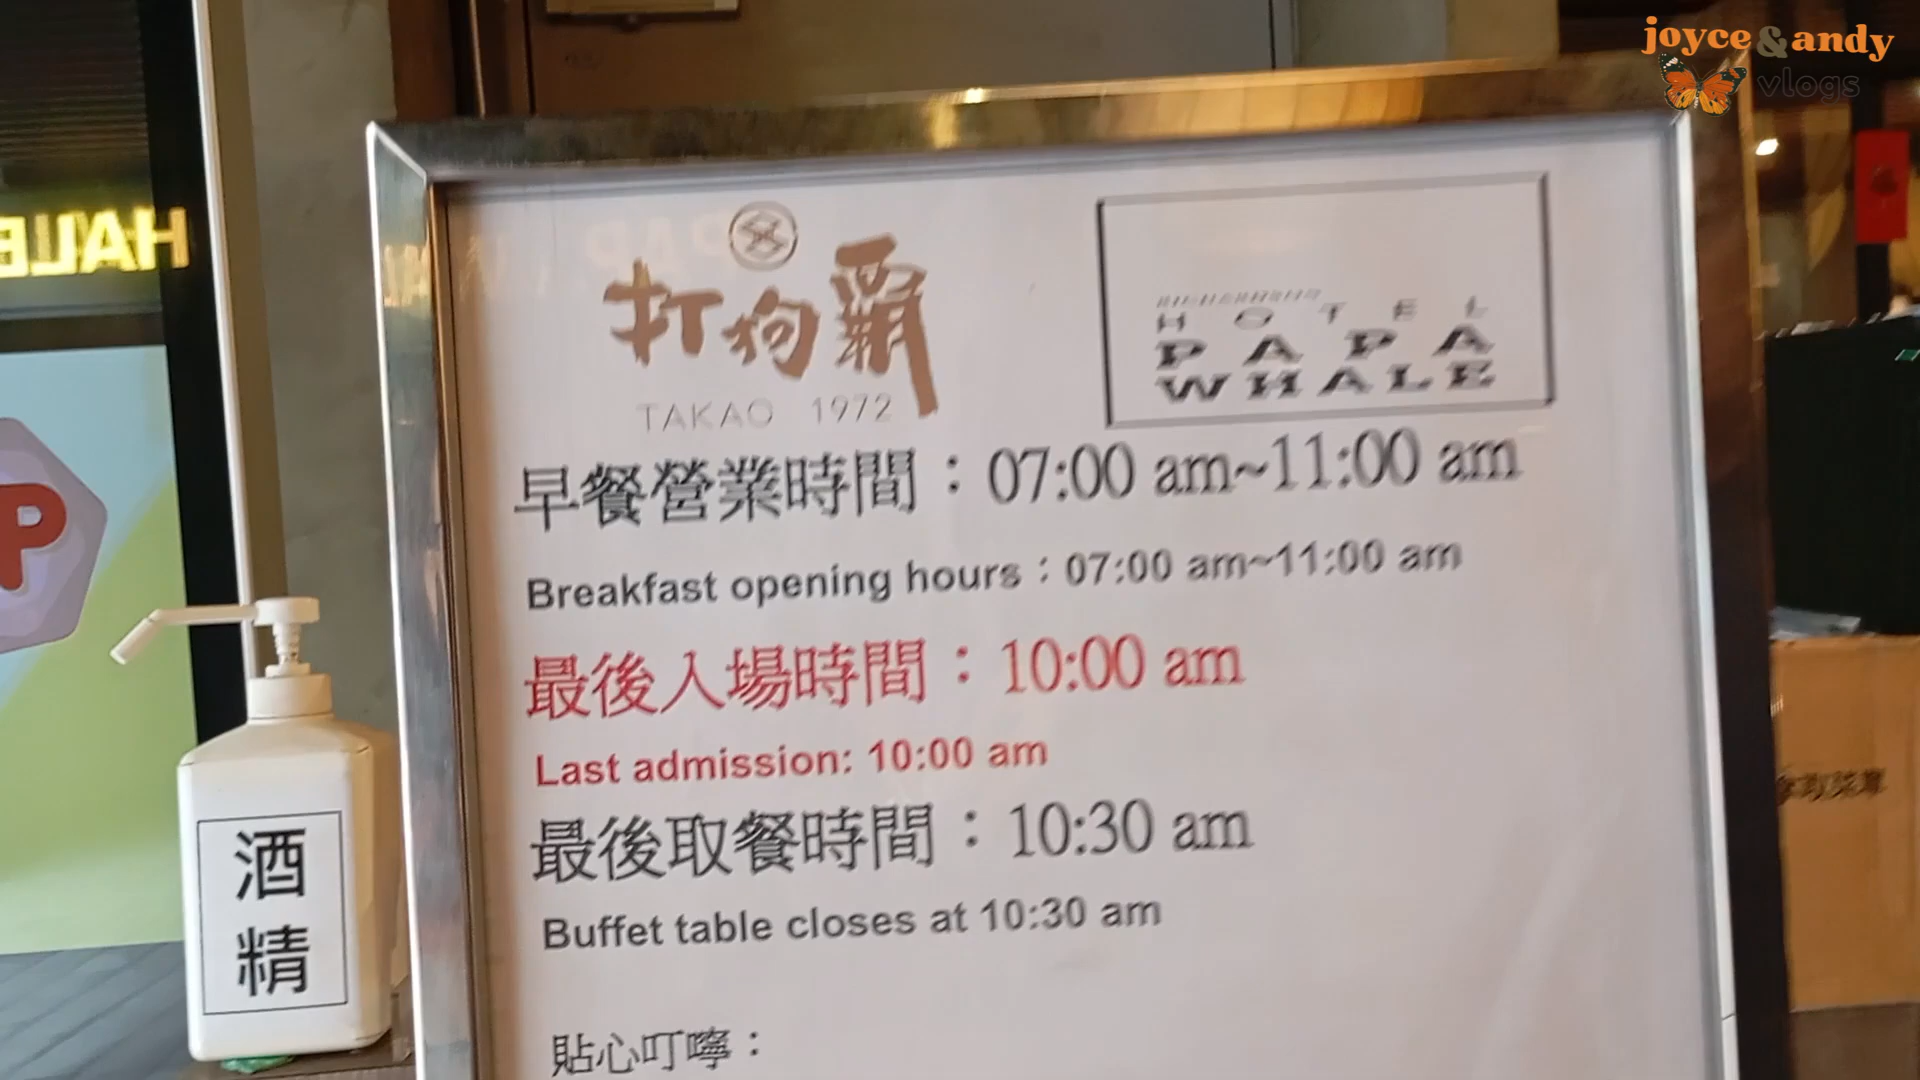 joyce&andy
vlogs
HALE
打狗霸
TAKAO 1972
HOTEL
PAPA
WHALE
早餐營業時間：07:00 am~11:00 am
Breakfast opening hours：07:00 am~11:00 am
最後入場時間：10:00 am
Last admission: 10:00 am
最後取餐時間：10:30 am
Buffet table closes at 10:30 am
貼心叮嚀：
酒
精
P